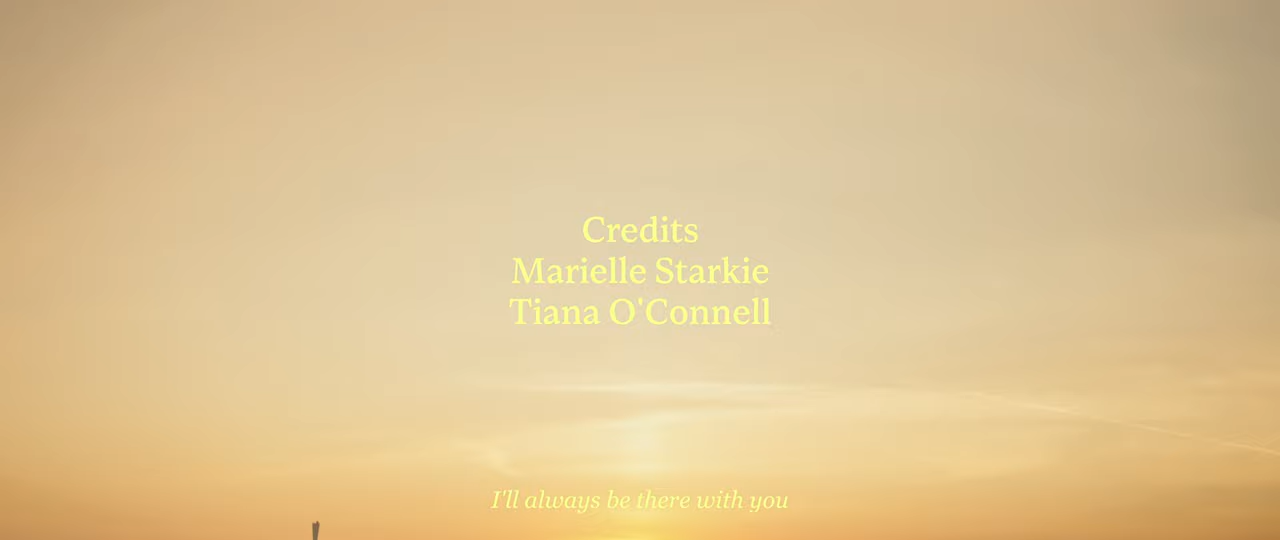 Credits
Marielle Starkie
Tiana O'Connell
I'll always be there with you